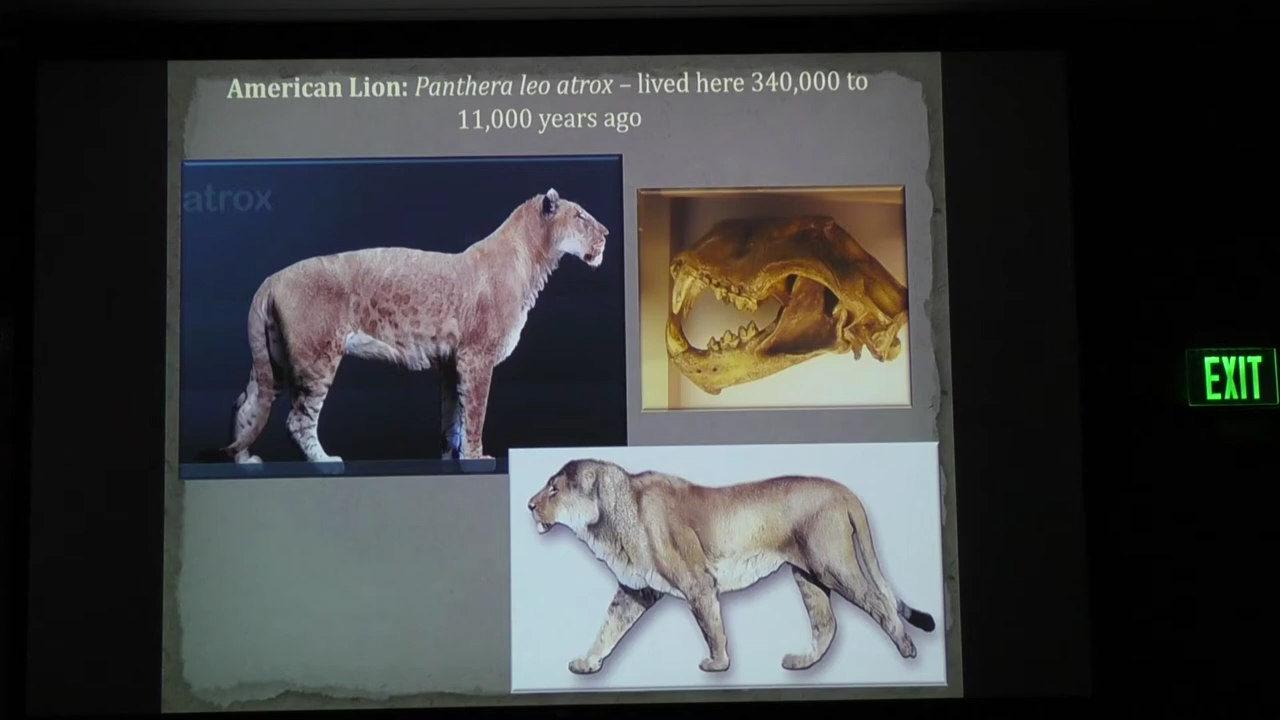 American Lion: Panthera leo atrox – lived here 340,000 to
11,000 years ago
atrox
EXIT